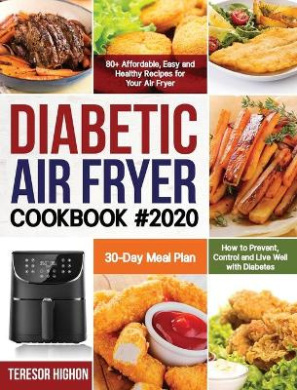 80+ Affordable, Easy and
Healthy Recipes for
Your Air Fryer
DIABETIC
AIR FRYER
COOKBOOK #2020
30-Day Meal Plan
How to Prevent,
Control and Live Well
with Diabetes
TERESOR HIGHON